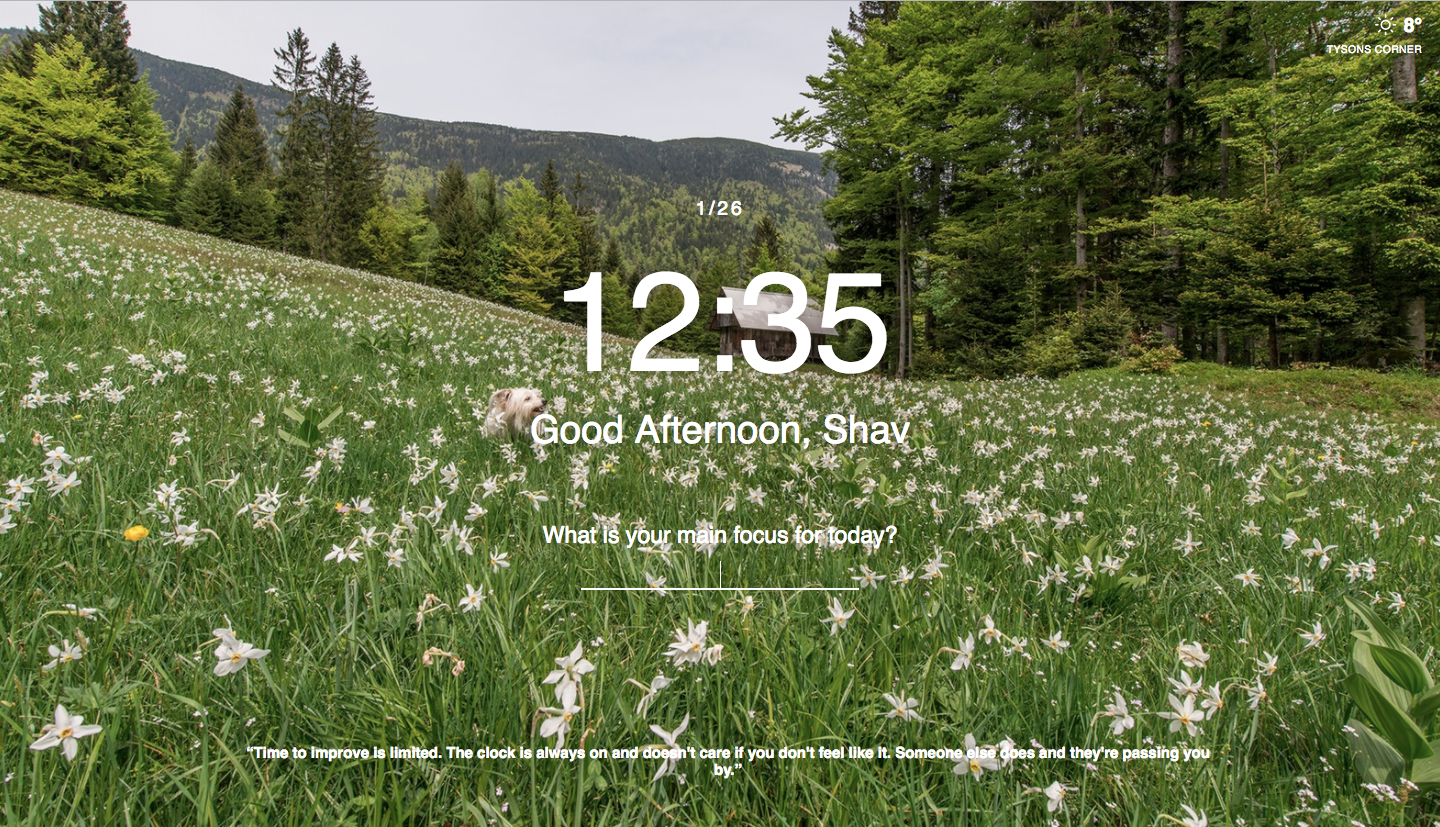 8°
TYSONS CORNER
1/26
12:35
Good Afternoon, Shav
What is your main focus for today?
“Time to improve is limited. The clock is always on and doesn't care if you don't feel like it. Someone else does and they're passing you
by.”